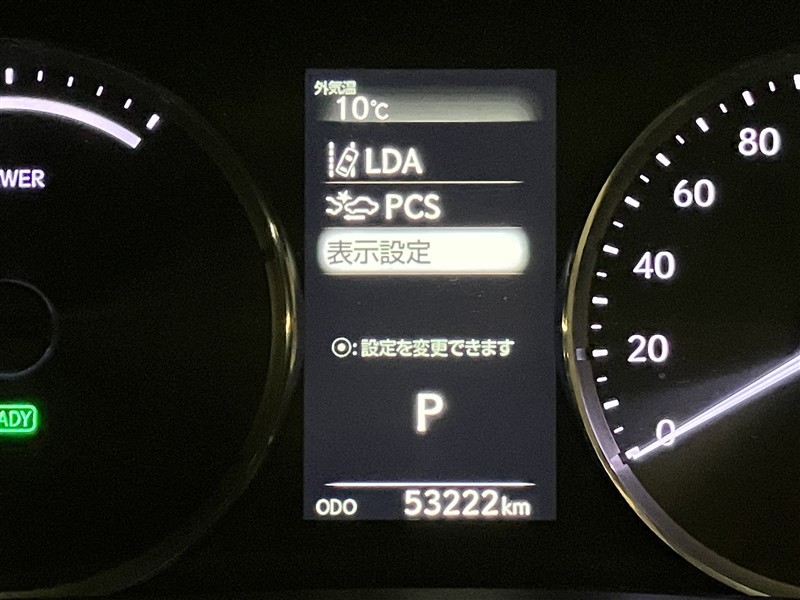 外気温
10℃
LDA
PCS
表示設定
⦿:設定を変更できます
P
ODO 53222km
WER
ADY
80
60
40
20
0